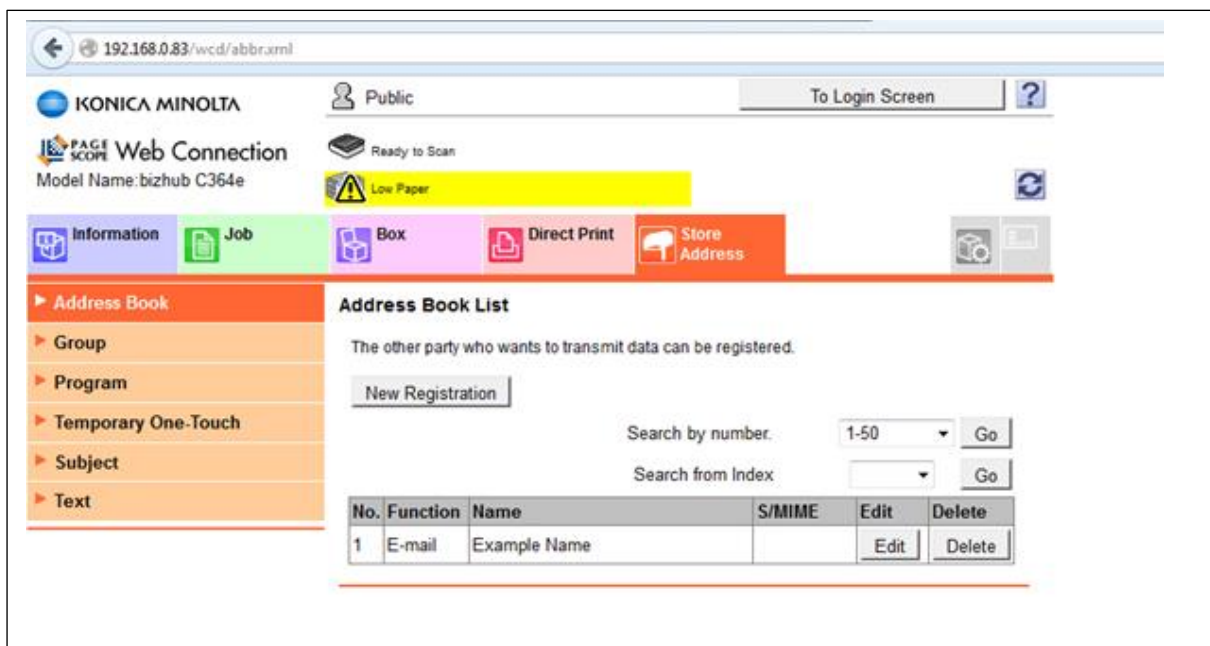 192.168.0.83/wcd/abbr.xml
KONICA MINOLTA
Public
To Login Screen
?
PAGE SCOPE Web Connection
Ready to Scan
Model Name:bizhub C364e
Low Paper
Information
Job
Box
Direct Print
Store
Address
Address Book
Group
Program
Temporary One-Touch
Subject
Text
Address Book List
The other party who wants to transmit data can be registered.
New Registration
Search by number. 1-50 Go
Search from Index Go
No. Function Name S/MIME Edit Delete
1 E-mail Example Name Edit Delete